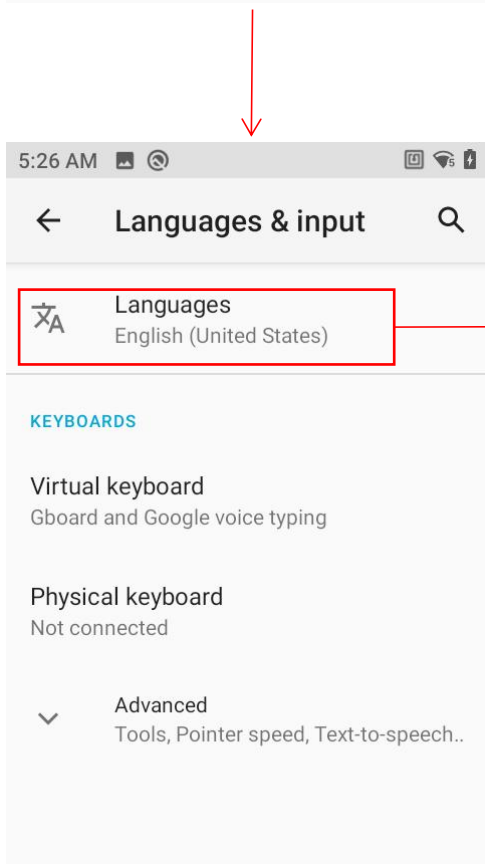 5:26 AM
Languages & input
Languages
English (United States)
KEYBOARDS
Virtual keyboard
Gboard and Google voice typing
Physical keyboard
Not connected
Advanced
Tools, Pointer speed, Text-to-speech..